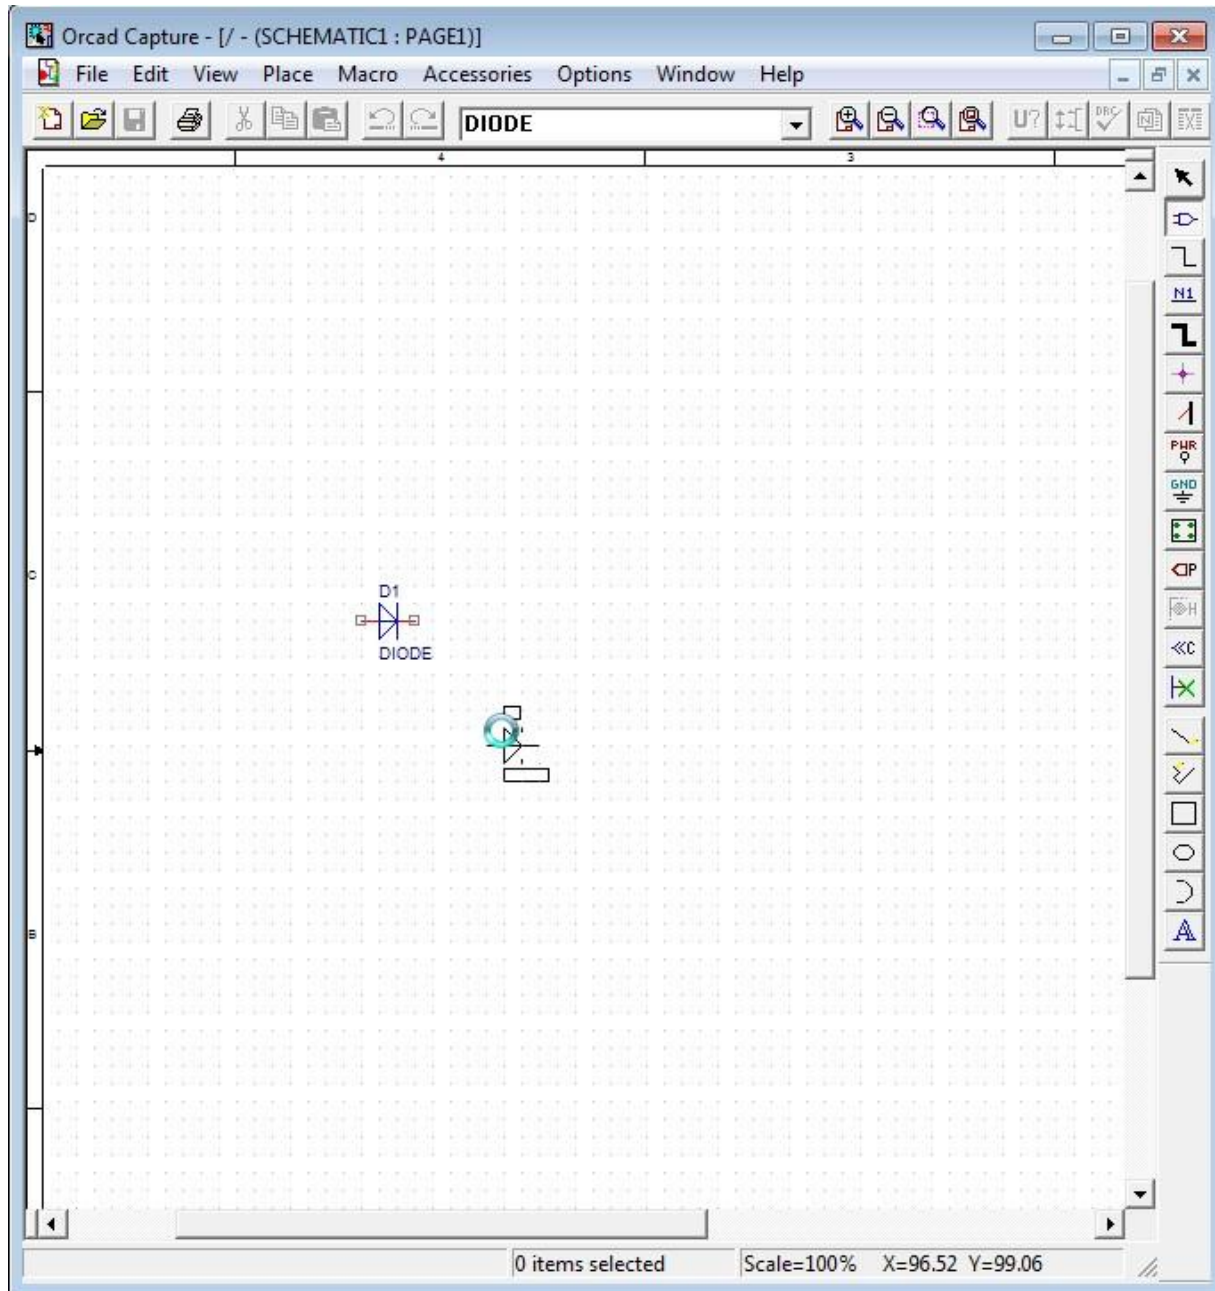 Orcad Capture - [/ - (SCHEMATIC1 : PAGE1)]
File Edit View Place Macro Accessories Options Window Help
DIODE
U?
DRC
N
4
3
D
N1
PWR
GND
C
P
H
D1
DIODE
C
B
A
0 items selected
Scale=100% X=96.52 Y=99.06